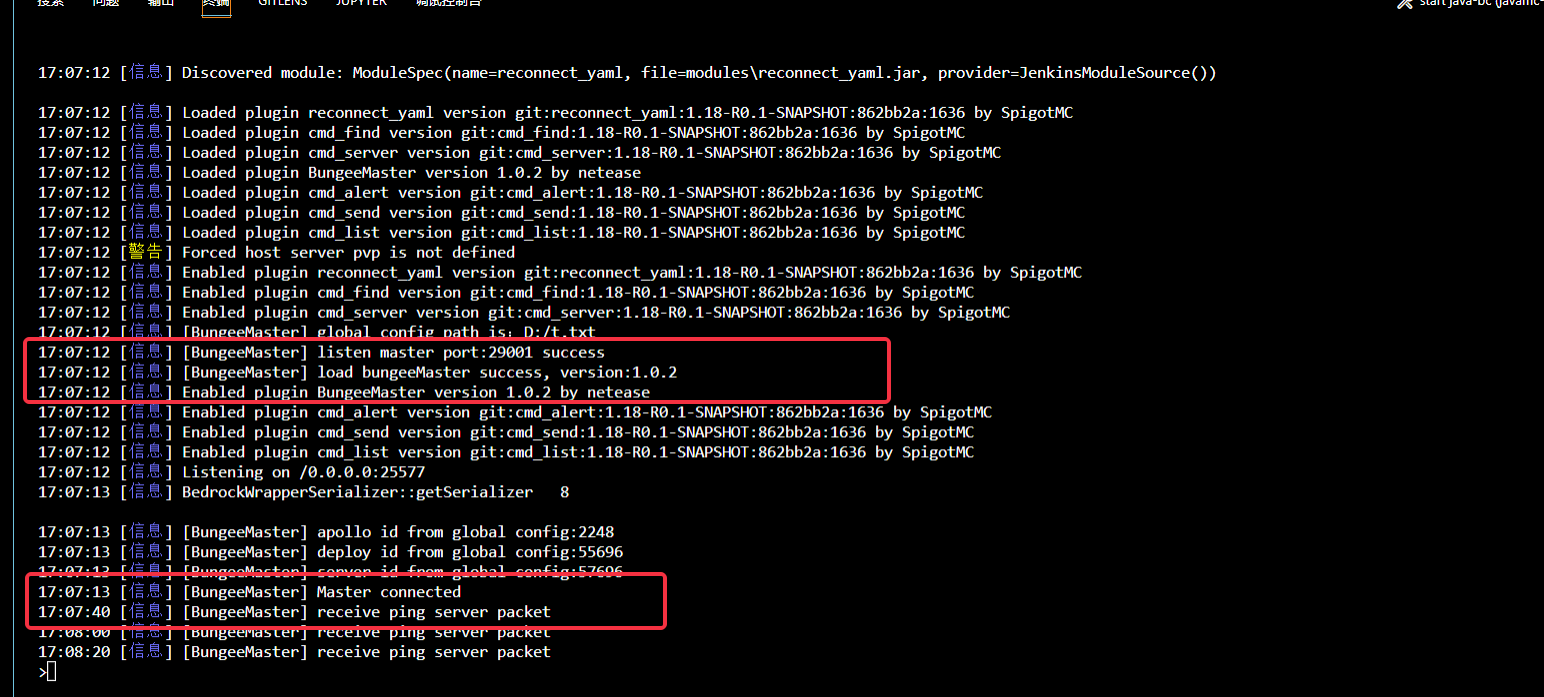 搜索 问题 输出 终端 GITLENS JUPYTER 调试控制台 start java-bc (javamc-
17:07:12 [信息] Discovered module: ModuleSpec(name=reconnect_yaml, file=modules\reconnect_yaml.jar, provider=JenkinsModuleSource())
17:07:12 [信息] Loaded plugin reconnect_yaml version git:reconnect_yaml:1.18-R0.1-SNAPSHOT:862bb2a:1636 by SpigotMC
17:07:12 [信息] Loaded plugin cmd_find version git:cmd_find:1.18-R0.1-SNAPSHOT:862bb2a:1636 by SpigotMC
17:07:12 [信息] Loaded plugin cmd_server version git:cmd_server:1.18-R0.1-SNAPSHOT:862bb2a:1636 by SpigotMC
17:07:12 [信息] Loaded plugin BungeeMaster version 1.0.2 by netease
17:07:12 [信息] Loaded plugin cmd_alert version git:cmd_alert:1.18-R0.1-SNAPSHOT:862bb2a:1636 by SpigotMC
17:07:12 [信息] Loaded plugin cmd_send version git:cmd_send:1.18-R0.1-SNAPSHOT:862bb2a:1636 by SpigotMC
17:07:12 [信息] Loaded plugin cmd_list version git:cmd_list:1.18-R0.1-SNAPSHOT:862bb2a:1636 by SpigotMC
17:07:12 [警告] Forced host server pvp is not defined
17:07:12 [信息] Enabled plugin reconnect_yaml version git:reconnect_yaml:1.18-R0.1-SNAPSHOT:862bb2a:1636 by SpigotMC
17:07:12 [信息] Enabled plugin cmd_find version git:cmd_find:1.18-R0.1-SNAPSHOT:862bb2a:1636 by SpigotMC
17:07:12 [信息] Enabled plugin cmd_server version git:cmd_server:1.18-R0.1-SNAPSHOT:862bb2a:1636 by SpigotMC
17:07:12 [信息] [BungeeMaster] global config path is：D:/t.txt
17:07:12 [信息] [BungeeMaster] listen master port:29001 success
17:07:12 [信息] [BungeeMaster] load bungeeMaster success, version:1.0.2
17:07:12 [信息] Enabled plugin BungeeMaster version 1.0.2 by netease
17:07:12 [信息] Enabled plugin cmd_alert version git:cmd_alert:1.18-R0.1-SNAPSHOT:862bb2a:1636 by SpigotMC
17:07:12 [信息] Enabled plugin cmd_send version git:cmd_send:1.18-R0.1-SNAPSHOT:862bb2a:1636 by SpigotMC
17:07:12 [信息] Enabled plugin cmd_list version git:cmd_list:1.18-R0.1-SNAPSHOT:862bb2a:1636 by SpigotMC
17:07:12 [信息] Listening on /0.0.0.0:25577
17:07:13 [信息] BedrockWrapperSerializer::getSerializer   8
17:07:13 [信息] [BungeeMaster] apollo id from global config:2248
17:07:13 [信息] [BungeeMaster] deploy id from global config:55696
17:07:13 [信息] [BungeeMaster] server id from global config:57696
17:07:13 [信息] [BungeeMaster] Master connected
17:07:40 [信息] [BungeeMaster] receive ping server packet
17:08:00 [信息] [BungeeMaster] receive ping server packet
17:08:20 [信息] [BungeeMaster] receive ping server packet
>